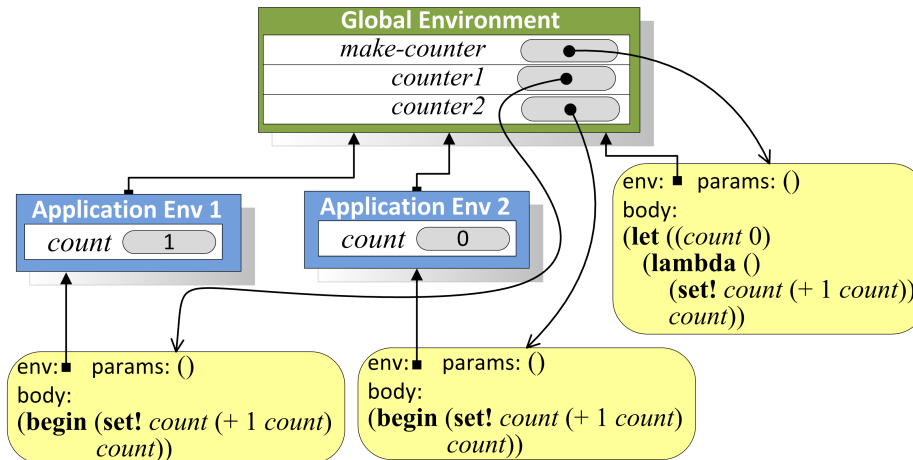 Global Environment
make-counter
counter1
counter2
Application Env 1
count 1
Application Env 2
count 0
env: params: ()
body:
(let ((count 0)
(lambda ()
(set! count (+ 1 count))
count))
env: params: ()
body:
(begin (set! count (+ 1 count)
count))
env: params: ()
body:
(begin (set! count (+ 1 count)
count))